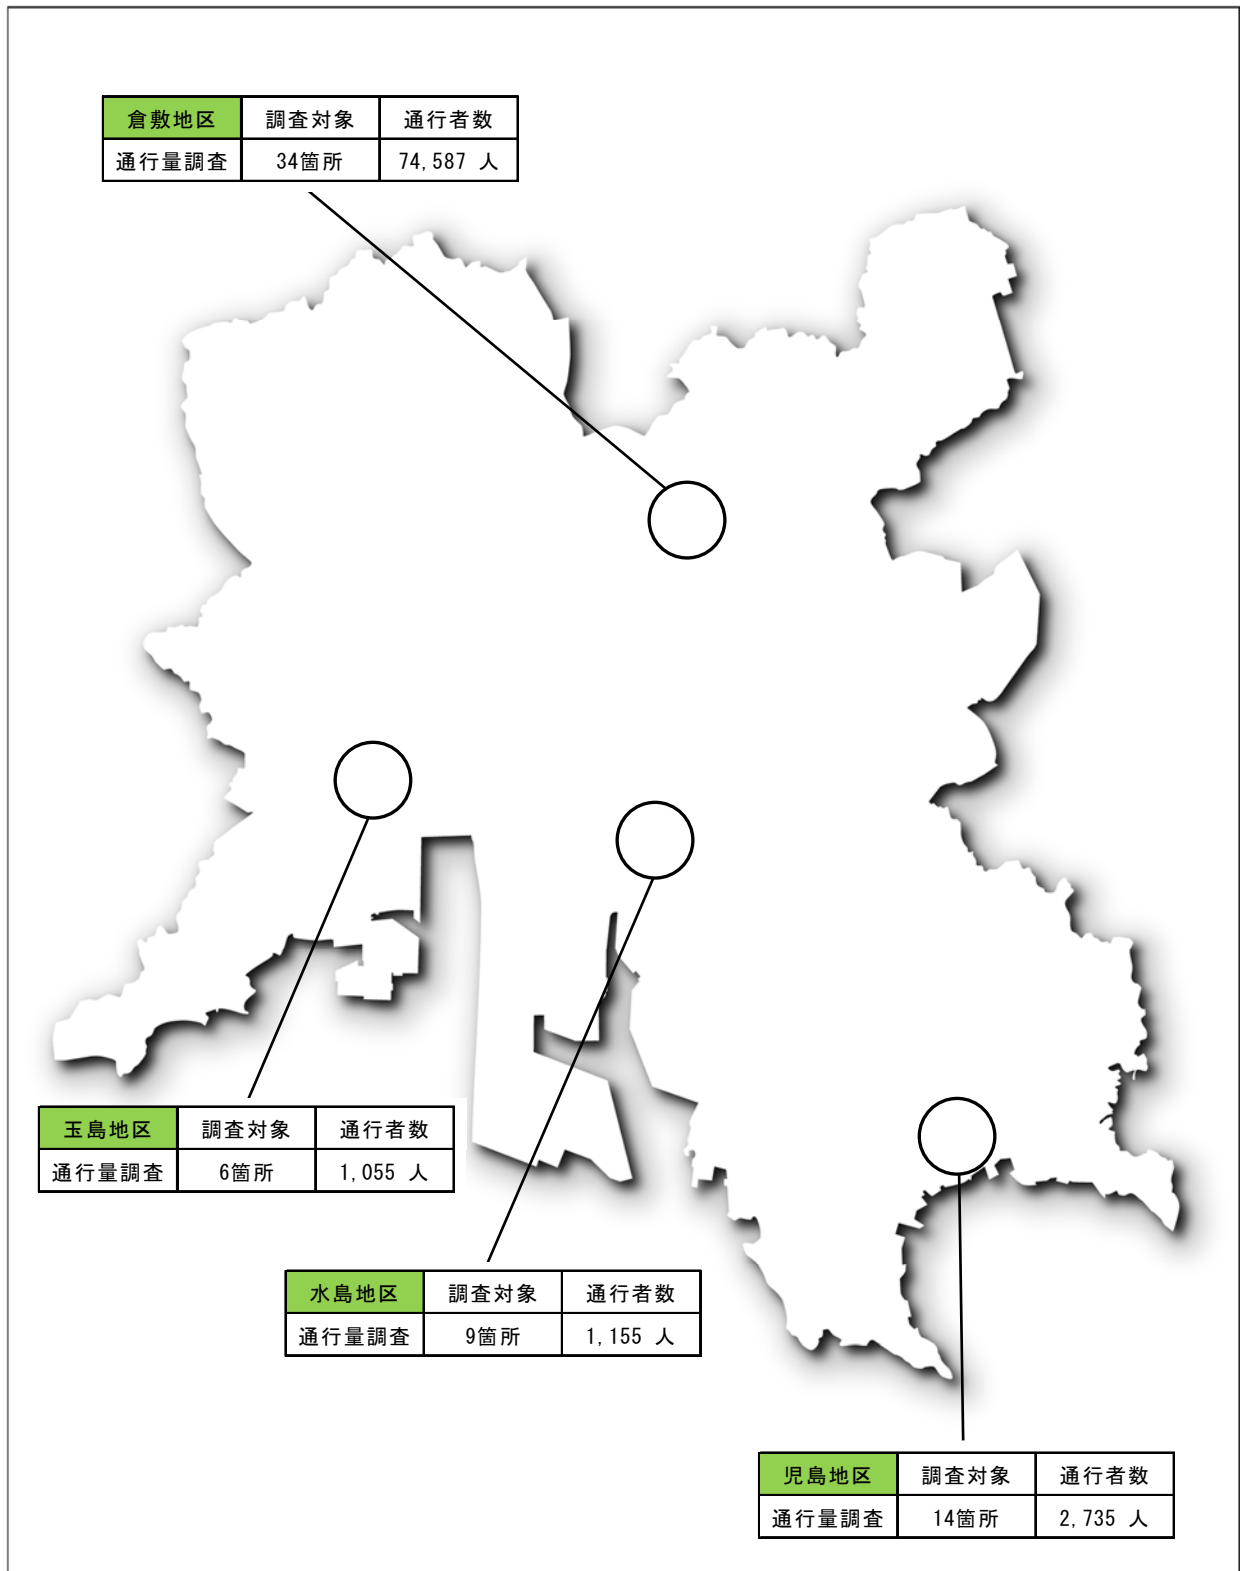 倉敷地区 調査対象 通行者数
通行量調査 34箇所 74,587 人
玉島地区 調査対象 通行者数
通行量調査 6箇所 1,055 人
水島地区 調査対象 通行者数
通行量調査 9箇所 1,155 人
児島地区 調査対象 通行者数
通行量調査 14箇所 2,735 人